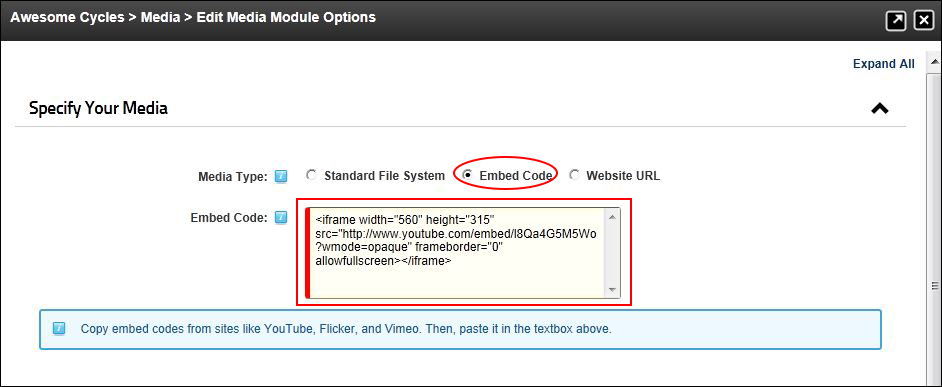 Awesome Cycles > Media > Edit Media Module Options
Expand All
Specify Your Media
Media Type: Standard File System Embed Code Website URL
Embed Code:
<iframe width="560" height="315"
src="http://www.youtube.com/embed/I8Qa4G5M5Wo
?wmode=opaque" frameborder="0"
allowfullscreen></iframe>
Copy embed codes from sites like YouTube, Flicker, and Vimeo. Then, paste it in the textbox above.